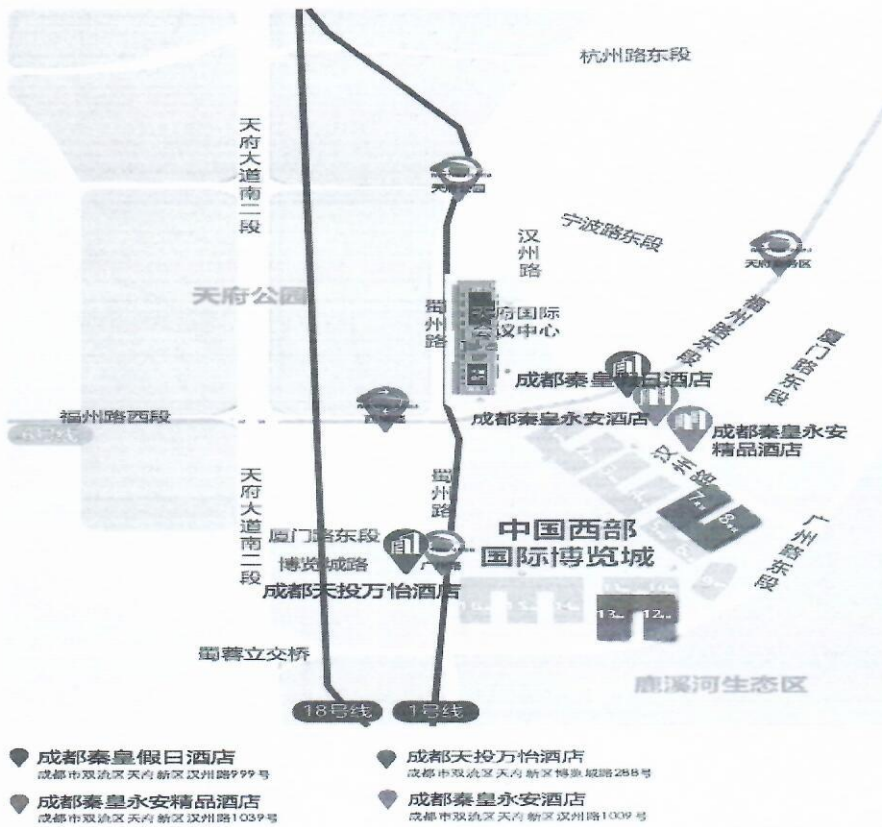 杭州路东段
天府大道南二段
天府公园
汉州路
宁波路东段
天府公园
蜀州路
天府国际
会议中心
福州路东段
厦门路东段
成都秦皇假日酒店
福州路西段
成都秦皇永安酒店
成都秦皇永安
精品酒店
汉州路
天府大道南二段
蜀州路
7
8
中国西部
国际博览城
广州路东段
厦门路东段
博览城路
成都天投万怡酒店
13
12
蜀蓉立交桥
鹿溪河生态区
18号线
1号线
成都秦皇假日酒店
成都市双流区天府新区汉州路999号
成都天投万怡酒店
成都市双流区天府新区博览城路288号
成都秦皇永安精品酒店
成都市双流区天府新区汉州路1039号
成都秦皇永安酒店
成都市双流区天府新区汉州路1009号